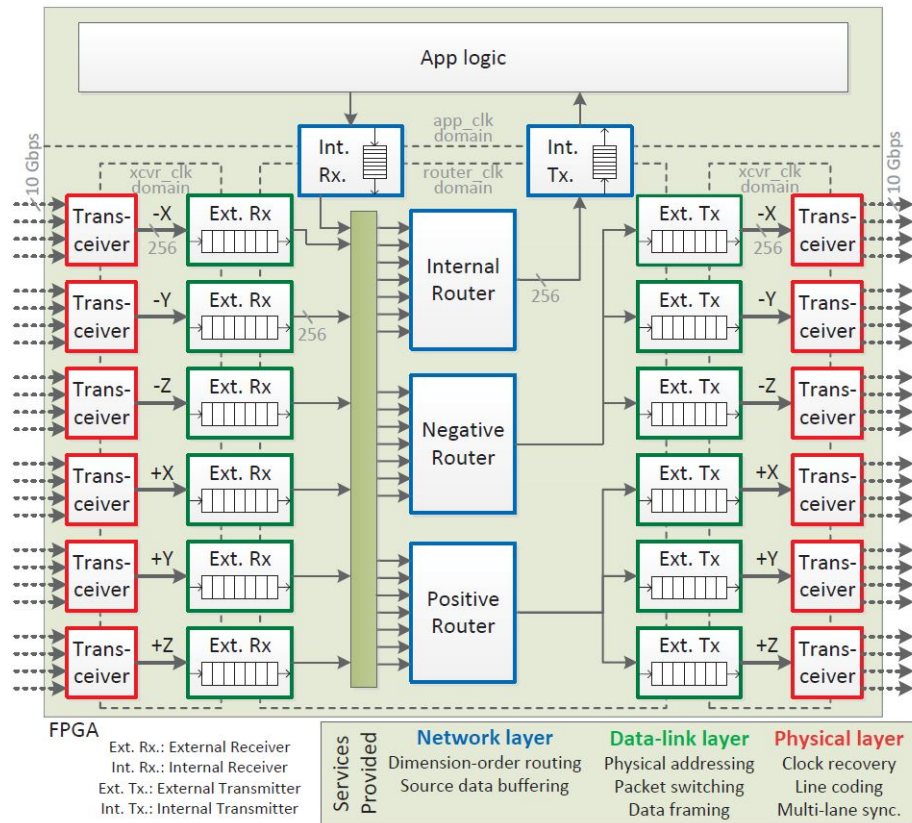 App logic
app_clk
domain
Int.
Rx.
Int.
Tx.
10 Gbps
xcvr_clk
domain
router_clk
domain
xcvr_clk
domain
10 Gbps
Trans-
ceiver
-X
256
Ext. Rx
Internal
Router
256
Ext. Tx
-X
256
Trans-
ceiver
Trans-
ceiver
-Y
Ext. Rx
256
Ext. Tx
-Y
Trans-
ceiver
Trans-
ceiver
-Z
Ext. Rx
Negative
Router
Ext. Tx
-Z
Trans-
ceiver
Trans-
ceiver
+X
Ext. Rx
Ext. Tx
+X
Trans-
ceiver
Trans-
ceiver
+Y
Ext. Rx
Positive
Router
Ext. Tx
+Y
Trans-
ceiver
Trans-
ceiver
+Z
Ext. Rx
Ext. Tx
+Z
Trans-
ceiver
FPGA
Ext. Rx.: External Receiver
Int. Rx.: Internal Receiver
Ext. Tx.: External Transmitter
Int. Tx.: Internal Transmitter
Services
Provided
Network layer
Dimension-order routing
Source data buffering
Data-link layer
Physical addressing
Packet switching
Data framing
Physical layer
Clock recovery
Line coding
Multi-lane sync.